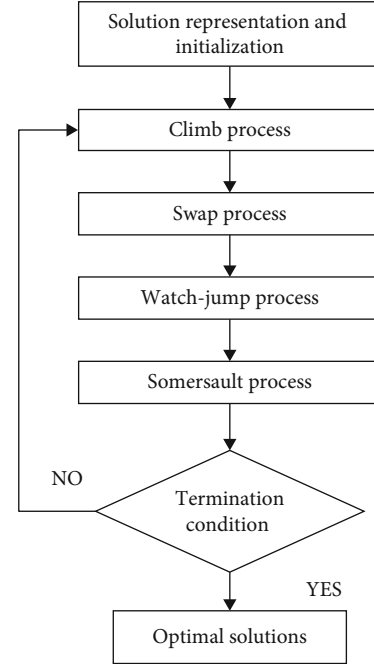 Solution representation and
initialization
Climb process
Swap process
Watch-jump process
Somersault process
NO
Termination
condition
YES
Optimal solutions